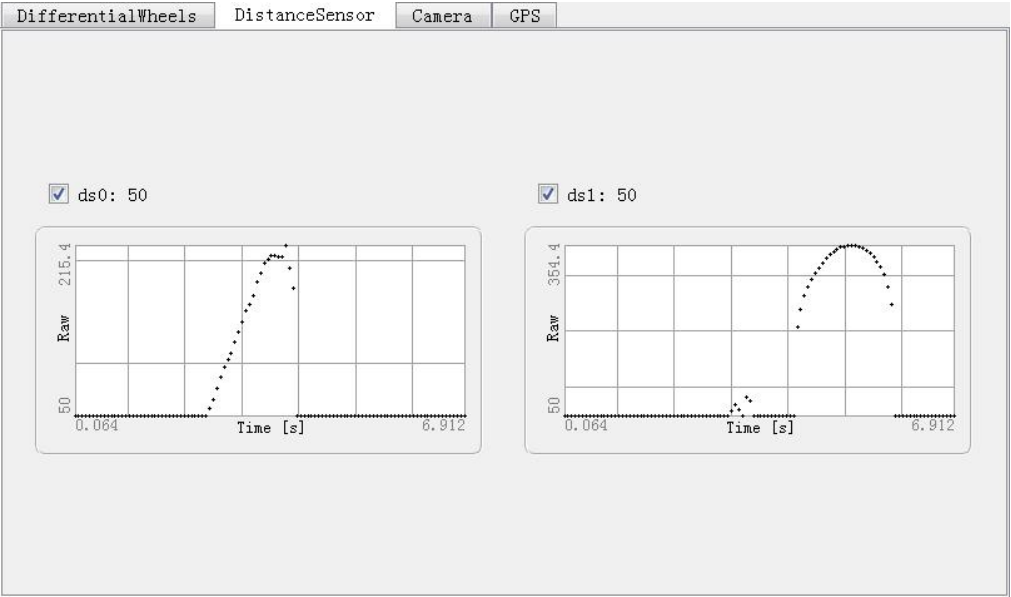 DifferentialWheels DistanceSensor Camera GPS
ds0: 50
215.4
Raw
50
0.064 Time [s] 6.912
ds1: 50
354.4
Raw
50
0.064 Time [s] 6.912